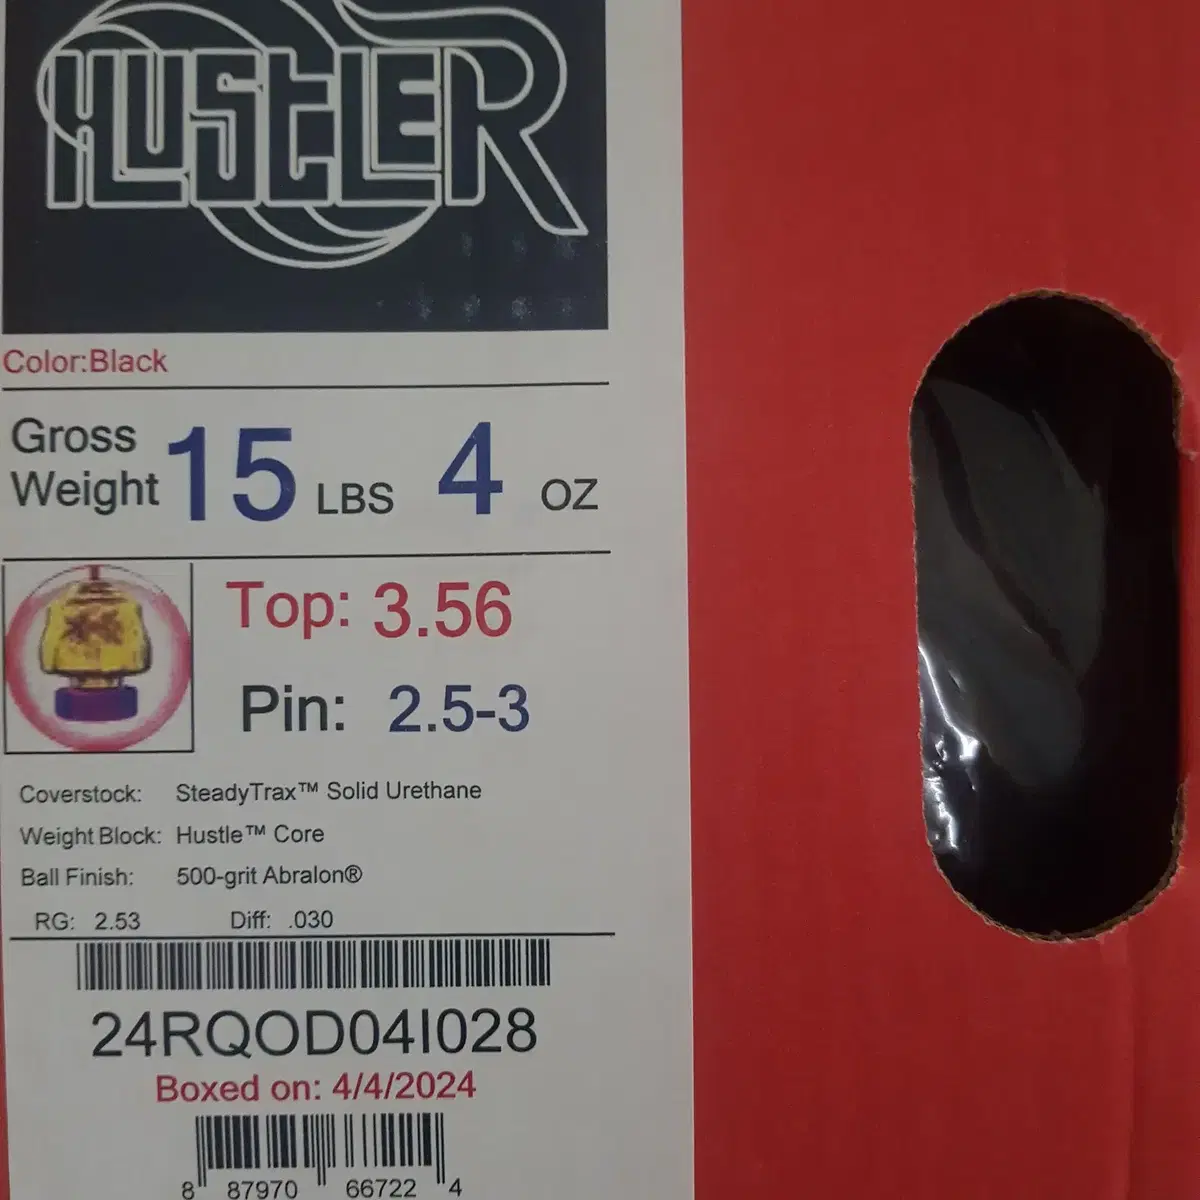 HUSTLER
Color:Black
Gross Weight 15 LBS 4 OZ
Top: 3.56
Pin: 2.5-3
Coverstock: SteadyTrax™ Solid Urethane
Weight Block: Hustle™ Core
Ball Finish: 500-grit Abralon®
RG: 2.53 Diff: .030
24RQOD04I028
Boxed on: 4/4/2024
8 87970 66722 4